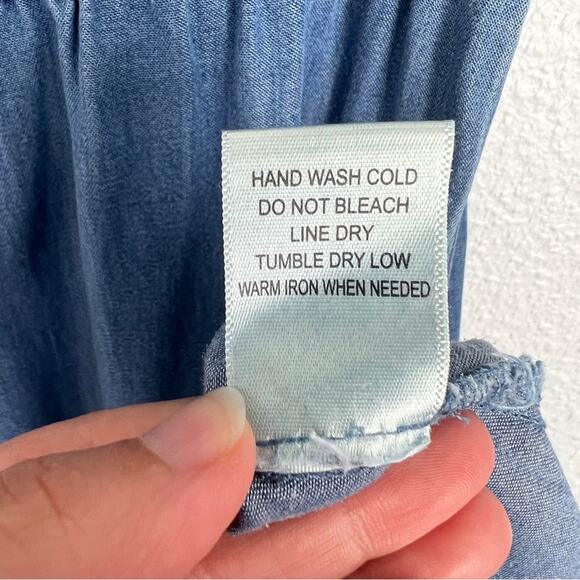 HAND WASH COLD
DO NOT BLEACH
LINE DRY
TUMBLE DRY LOW
WARM IRON WHEN NEEDED